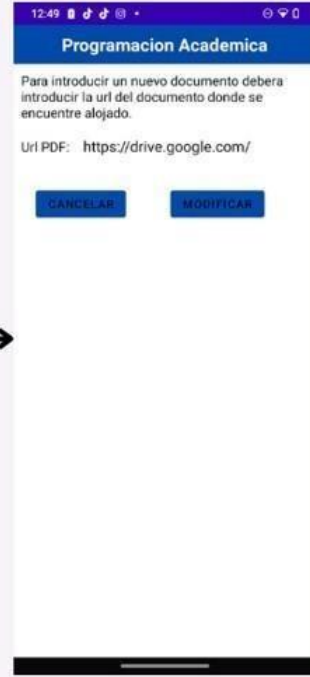 12:49
Programacion Academica
Para introducir un nuevo documento debera
introducir la url del documento donde se
encuentre alojado.
Url PDF: https://drive.google.com/
CANCELAR MODIFICAR